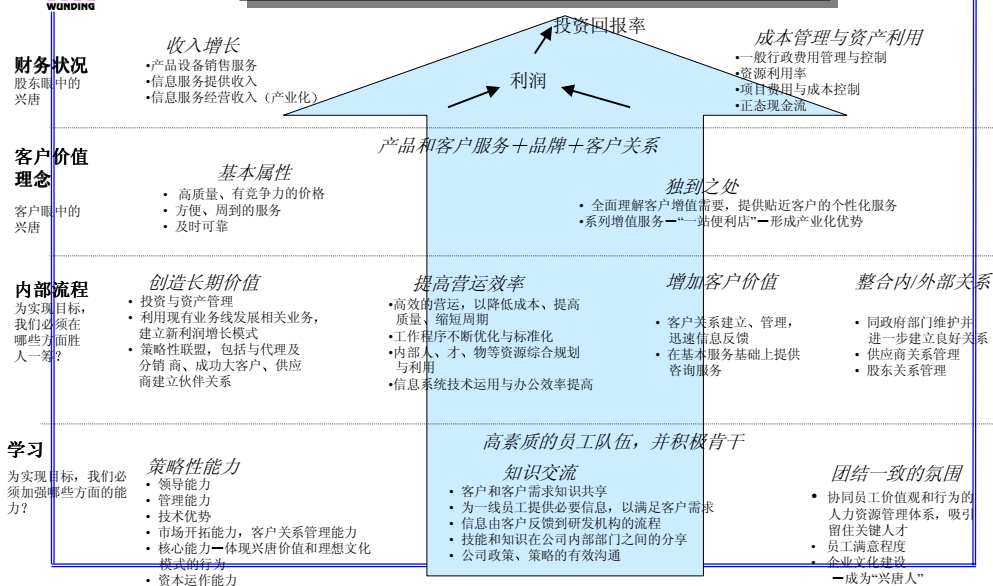 WUNDING
投资回报率
利润
财务状况
股东眼中的
兴唐
收入增长
•产品设备销售服务
•信息服务提供收入
•信息服务经营收入（产业化）
成本管理与资产利用
•一般行政费用管理与控制
•资源利用率
•项目费用与成本控制
•正态现金流
客户价值
理念
客户眼中的
兴唐
产品和客户服务＋品牌＋客户关系
基本属性
• 高质量、有竞争力的价格
• 方便、周到的服务
• 及时可靠
独到之处
• 全面理解客户增值需要，提供贴近客户的个性化服务
•系列增值服务—“一站便利店”—形成产业化优势
内部流程
为实现目标，
我们必须在
哪些方面胜
人一筹？
创造长期价值
• 投资与资产管理
• 利用现有业务线发展相关业务，
建立新利润增长模式
• 策略性联盟，包括与代理及
分销 商、成功大客户、供应
商建立伙伴关系
提高营运效率
•高效的营运，以降低成本、提高
质量、缩短周期
•工作程序不断优化与标准化
•内部人、才、物等资源综合规划
与利用
•信息系统技术运用与办公效率提高
增加客户价值
• 客户关系建立、管理，
迅速信息反馈
• 在基本服务基础上提供
咨询服务
整合内/外部关系
• 同政府部门维护并
进一步建立良好关系
• 供应商关系管理
• 股东关系管理
学习
为实现目标，我们必
须加强哪些方面的能
力？
高素质的员工队伍，并积极肯干
策略性能力
• 领导能力
• 管理能力
• 技术优势
• 市场开拓能力，客户关系管理能力
• 核心能力—体现兴唐价值和理想文化
模式的行为
• 资本运作能力
知识交流
• 客户和客户需求知识共享
• 为一线员工提供必要信息，以满足客户需求
• 信息由客户反馈到研发机构的流程
• 技能和知识在公司内部部门之间的分享
• 公司政策、策略的有效沟通
团结一致的氛围
• 协同员工价值观和行为的
人力资源管理体系，吸引
留住关键人才
• 员工满意程度
• 企业文化建设
—成为“兴唐人”